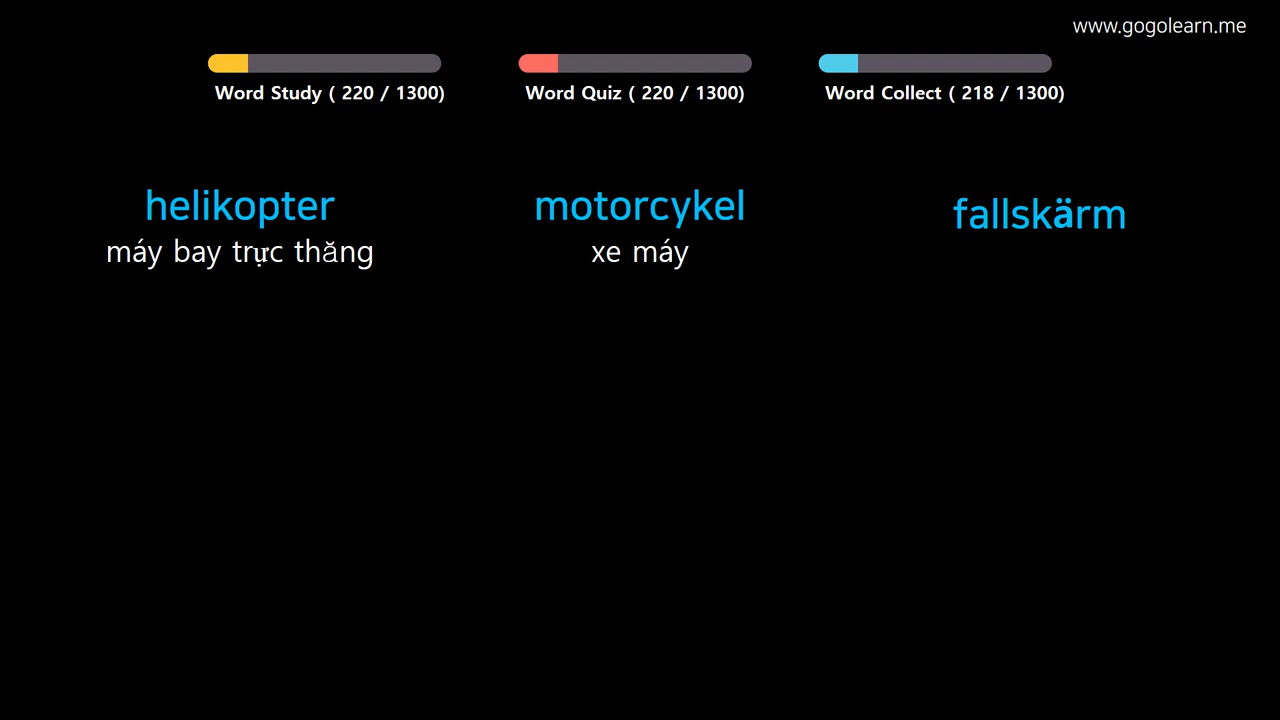 www.gogolearn.me
Word Study ( 220 / 1300)
Word Quiz ( 220 / 1300)
Word Collect ( 218 / 1300)
helikopter
máy bay trực thăng
motorcykel
xe máy
fallskärm